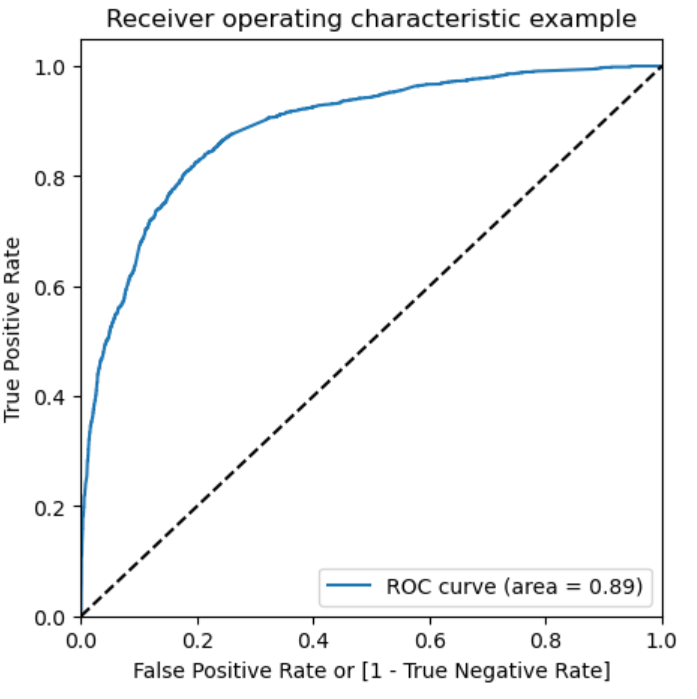 Receiver operating characteristic example
1.0
0.8
0.6
0.4
0.2
0.0
True Positive Rate
ROC curve (area = 0.89)
0.0 0.2 0.4 0.6 0.8 1.0
False Positive Rate or [1 - True Negative Rate]